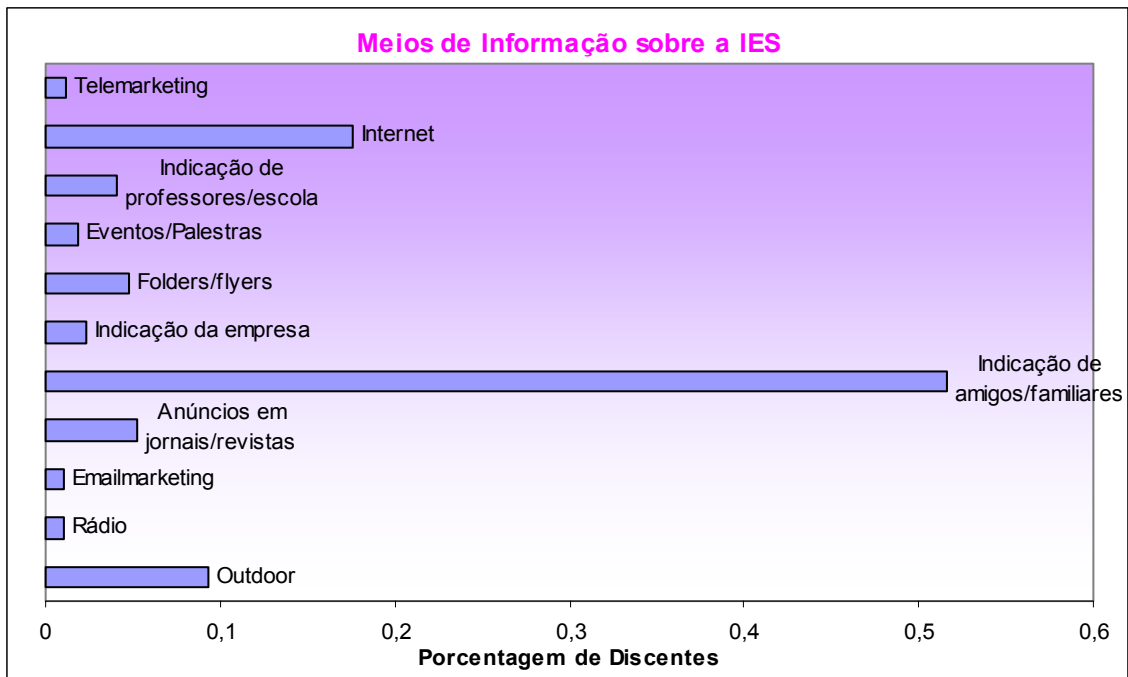 Meios de Informação sobre a IES
Telemarketing
Internet
Indicação de
professores/escola
Eventos/Palestras
Folders/flyers
Indicação da empresa
Indicação de
amigos/familiares
Anúncios em
jornais/revistas
Emailmarketing
Rádio
Outdoor
0 0,1 0,2 0,3 0,4 0,5 0,6
Porcentagem de Discentes